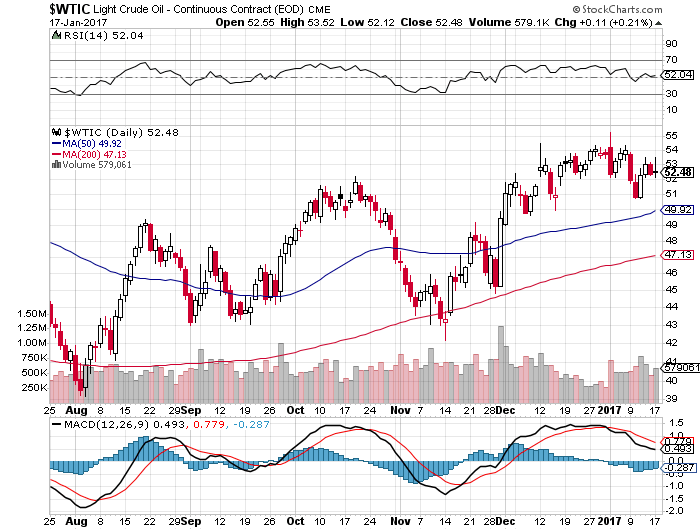 $WTIC Light Crude Oil - Continuous Contract (EOD) CME © StockCharts.com
17-Jan-2017 Open 52.55 High 53.52 Low 52.12 Close 52.48 Volume 579.1K Chg +0.11 (+0.21%)
RSI(14) 52.04
90
70
52.04
30
10
$WTIC (Daily) 52.48
MA(50) 49.92
MA(200) 47.13
Volume 579,061
55
54
53
52.48
52
51
49.92
49
48
47.13
46
45
44
43
42
41
40
39
1.50M
1.25M
1.00M
750K
500K
250K
579061
25 Aug 8 15 22 29 Sep 12 19 26 Oct 10 17 24 Nov 7 14 21 28 Dec 12 19 27 2017 9 17
MACD(12,26,9) 0.493, 0.779, -0.287
1.5
1.0
0.779
0.493
0.0
-0.287
-1.0
-1.5
-2.0
25 Aug 8 15 22 29 Sep 12 19 26 Oct 10 17 24 Nov 7 14 21 28 Dec 12 19 27 2017 9 17